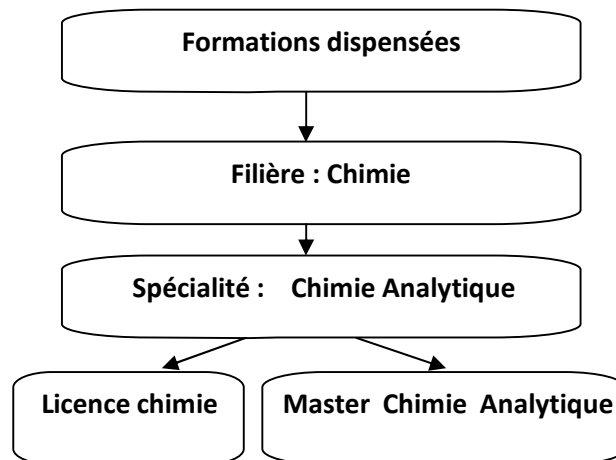 Formations dispensées
Filière : Chimie
Spécialité : Chimie Analytique
Licence chimie
Master Chimie Analytique